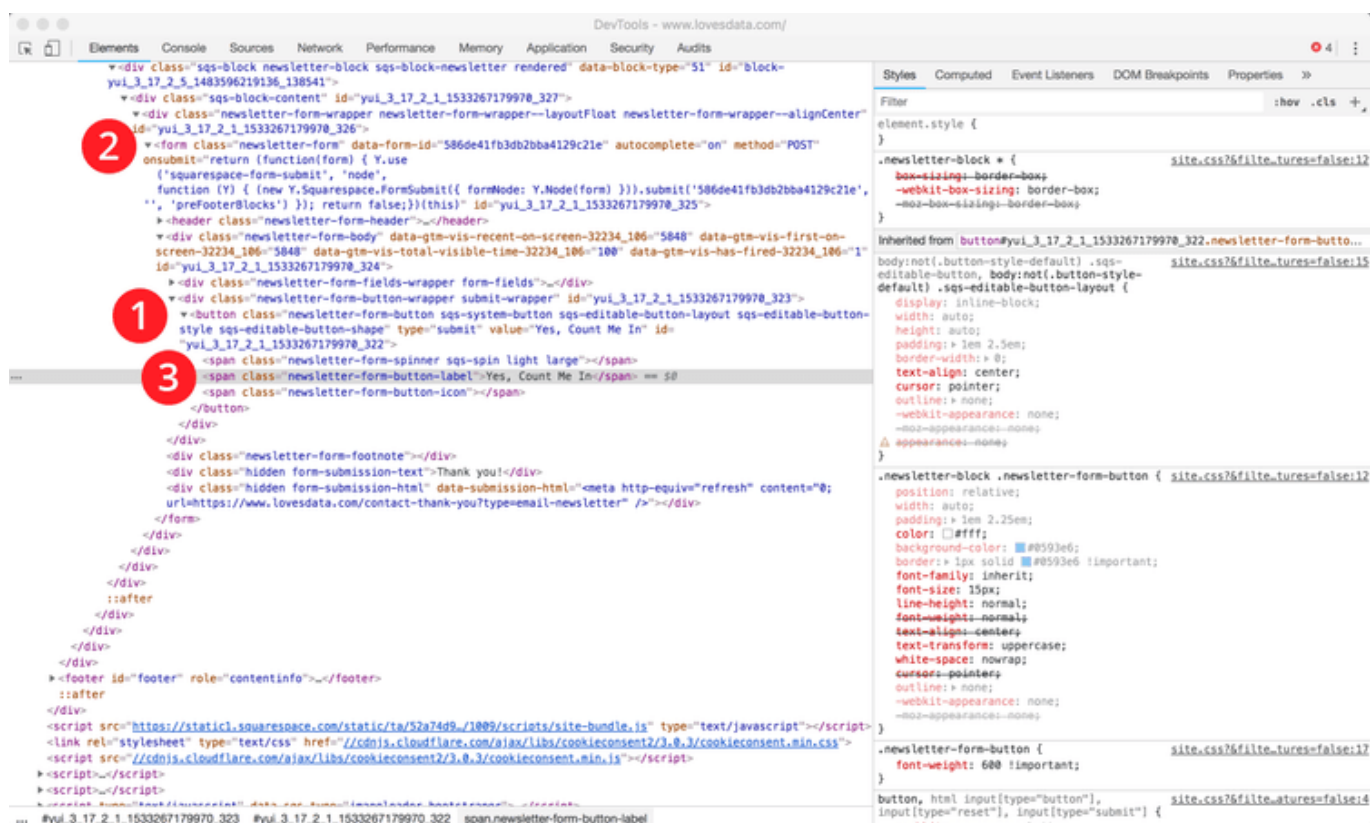 DevTools - www.lovesdata.com/
Elements Console Sources Network Performance Memory Application Security Audits
4
▼<div class="sqs-block newsletter-block sqs-block-newsletter rendered" data-block-type="51" id="block-
yui_3_17_2_5_1483596219136_138541">
▼<div class="sqs-block-content" id="yui_3_17_2_1_1533267179970_327">
▼<div class="newsletter-form-wrapper newsletter-form-wrapper--layoutFloat newsletter-form-wrapper--alignCenter"
id="yui_3_17_2_1_1533267179970_326">
2
▼<form class="newsletter-form" data-form-id="586de41fb3db2bba4129c21e" autocomplete="on" method="POST"
onsubmit="return (function(form) { Y.use
('squarespace-form-submit', 'node',
function (Y) { (new Y.Squarespace.FormSubmit({ formNode: Y.Node(form) })).submit('586de41fb3db2bba4129c21e',
'', 'preFooterBlocks') }); return false;})(this)" id="yui_3_17_2_1_1533267179970_325">
▶<header class="newsletter-form-header">…</header>
▼<div class="newsletter-form-body" data-gtm-vis-recent-on-screen-32234_106="5848" data-gtm-vis-first-on-
screen-32234_106="5848" data-gtm-vis-total-visible-time-32234_106="100" data-gtm-vis-has-fired-32234_106="1"
id="yui_3_17_2_1_1533267179970_324">
▶<div class="newsletter-form-fields-wrapper form-fields">…</div>
▼<div class="newsletter-form-button-wrapper submit-wrapper" id="yui_3_17_2_1_1533267179970_323">
1
▼<button class="newsletter-form-button sqs-system-button sqs-editable-button-layout sqs-editable-button-
style sqs-editable-button-shape" type="submit" value="Yes, Count Me In" id=
"yui_3_17_2_1_1533267179970_322">
<span class="newsletter-form-spinner sqs-spin light large"></span>
3
… <span class="newsletter-form-button-label">Yes, Count Me In</span> == $0
<span class="newsletter-form-button-icon"></span>
</button>
</div>
</div>
<div class="newsletter-form-footnote"></div>
<div class="hidden form-submission-text">Thank you!</div>
<div class="hidden form-submission-html" data-submission-html="<meta http-equiv="refresh" content="0;
url=https://www.lovesdata.com/contact-thank-you?type=email-newsletter" />"></div>
</form>
</div>
</div>
</div>
</div>
::after
</div>
</div>
</div>
</div>
▶<footer id="footer" role="contentinfo">…</footer>
::after
</div>
<script src="https://static1.squarespace.com/static/ta/52a74d9…/1009/scripts/site-bundle.js" type="text/javascript"></script>
<link rel="stylesheet" type="text/css" href="//cdnjs.cloudflare.com/ajax/libs/cookieconsent2/3.0.3/cookieconsent.min.css">
<script src="//cdnjs.cloudflare.com/ajax/libs/cookieconsent2/3.0.3/cookieconsent.min.js"></script>
▶<script>…</script>
▶<script>…</script>
▶<script type="text/javascript" data-sqs-type="imageloader-bootstraper">…</script>
… #yui_3_17_2_1_1533267179970_323 #yui_3_17_2_1_1533267179970_322 span.newsletter-form-button-label
Styles Computed Event Listeners DOM Breakpoints Properties »
Filter :hov .cls +
element.style {
}
.newsletter-block * { site.css?&filte…tures=false:12
box-sizing: border-box;
-webkit-box-sizing: border-box;
-moz-box-sizing: border-box;
}
Inherited from button#yui_3_17_2_1_1533267179970_322.newsletter-form-butto…
body:not(.button-style-default) .sqs- site.css?&filte…tures=false:15
editable-button, body:not(.button-style-
default) .sqs-editable-button-layout {
display: inline-block;
width: auto;
height: auto;
padding:▶ 1em 2.5em;
border-width:▶ 0;
text-align: center;
cursor: pointer;
outline:▶ none;
-webkit-appearance: none;
-moz-appearance: none;
appearance: none;
}
.newsletter-block .newsletter-form-button { site.css?&filte…tures=false:12
position: relative;
width: auto;
padding:▶ 1em 2.25em;
color: #fff;
background-color: #0593e6;
border:▶ 1px solid #0593e6 !important;
font-family: inherit;
font-size: 15px;
line-height: normal;
font-weight: normal;
text-align: center;
text-transform: uppercase;
white-space: nowrap;
cursor: pointer;
outline:▶ none;
-webkit-appearance: none;
-moz-appearance: none;
}
.newsletter-form-button { site.css?&filte…tures=false:17
font-weight: 600 !important;
}
button, html input[type="button"], site.css?&filte…atures=false:4
input[type="reset"], input[type="submit"] {